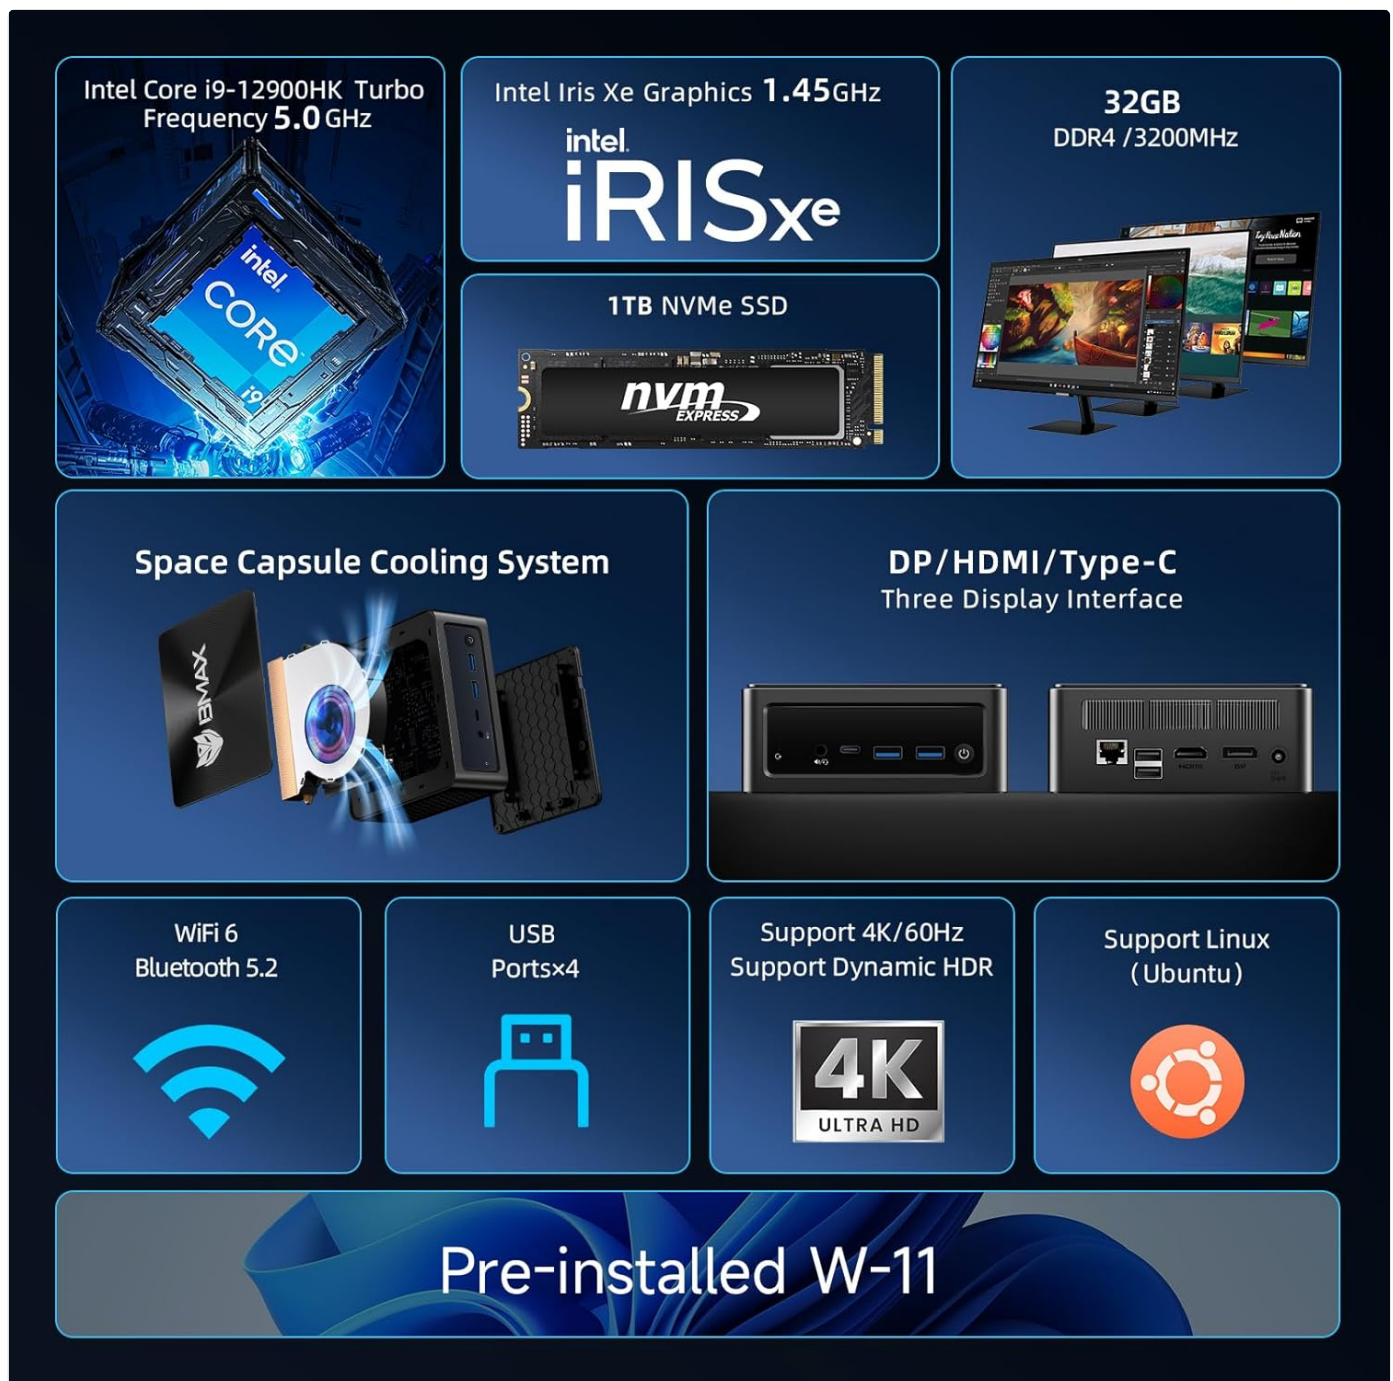 Intel Core i9-12900HK Turbo
Frequency 5.0 GHz
intel.
CORE
i9
Intel Iris Xe Graphics 1.45GHz
intel.
iRISxe
1TB NVMe SSD
nvm
EXPRESS
32GB
DDR4 /3200MHz
Space Capsule Cooling System
BMAX
DP/HDMI/Type-C
Three Display Interface
HDMI
DP
WiFi 6
Bluetooth 5.2
USB
Ports×4
Support 4K/60Hz
Support Dynamic HDR
4K
ULTRA HD
Support Linux
(Ubuntu)
Pre-installed W-11